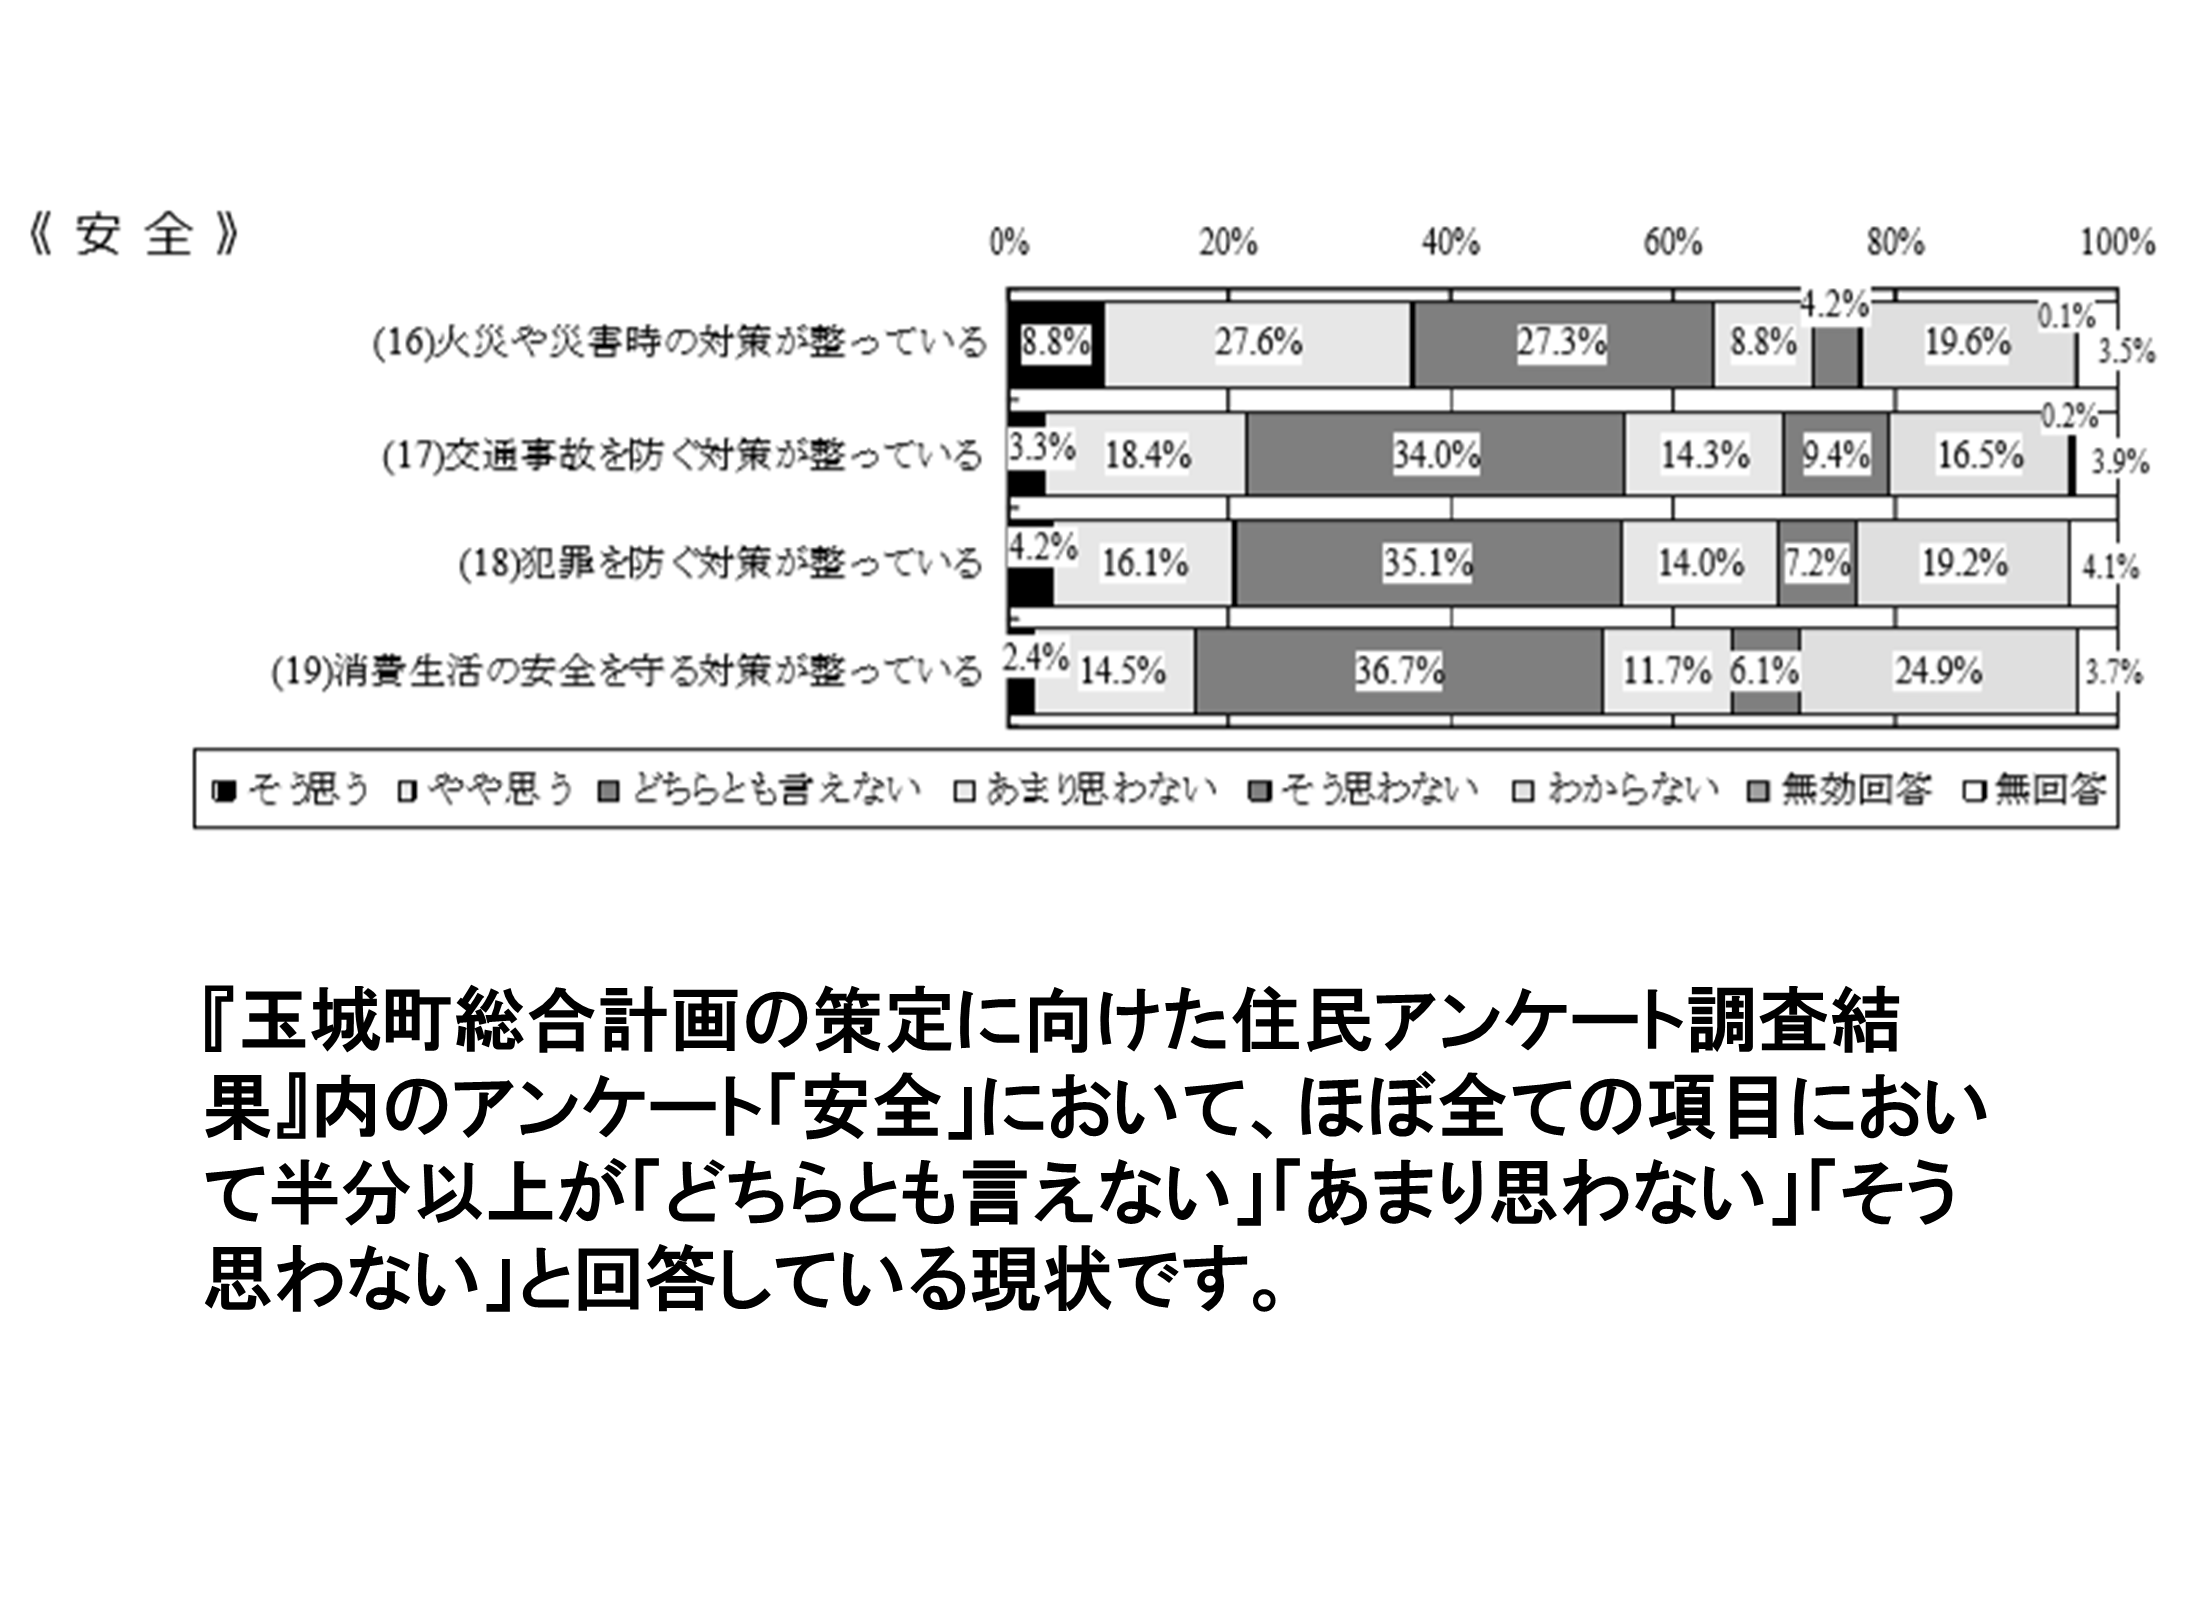 《 安 全 》
0% 20% 40% 60% 80% 100%
(16)火災や災害時の対策が整っている 8.8% 27.6% 27.3% 8.8% 4.2% 19.6% 0.1% 3.5%
(17)交通事故を防ぐ対策が整っている 3.3% 18.4% 34.0% 14.3% 9.4% 16.5% 0.2% 3.9%
(18)犯罪を防ぐ対策が整っている 4.2% 16.1% 35.1% 14.0% 7.2% 19.2% 4.1%
(19)消費生活の安全を守る対策が整っている 2.4% 14.5% 36.7% 11.7% 6.1% 24.9% 3.7%
そう思う やや思う どちらとも言えない あまり思わない そう思わない わからない 無効回答 無回答
『玉城町総合計画の策定に向けた住民アンケート調査結
果』内のアンケート「安全」において、ほぼ全ての項目におい
て半分以上が「どちらとも言えない」「あまり思わない」「そう
思わない」と回答している現状です。